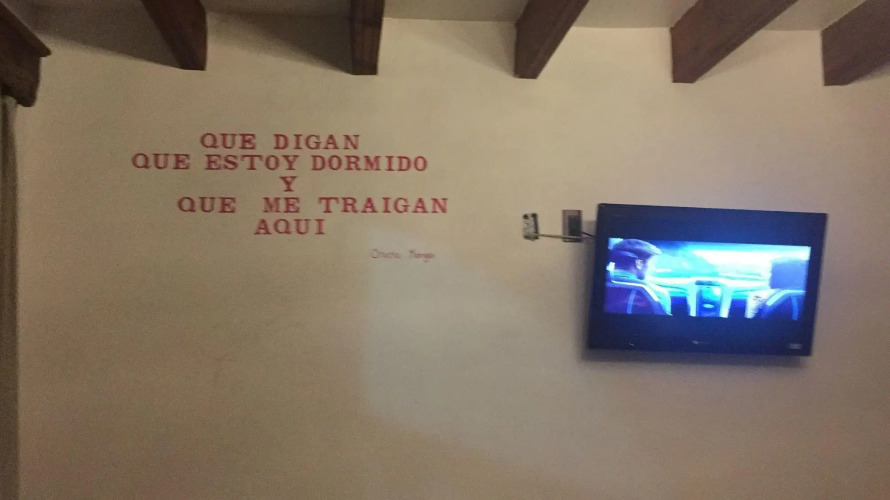 QUE DIGAN
QUE ESTOY DORMIDO
Y
QUE ME TRAIGAN
AQUI